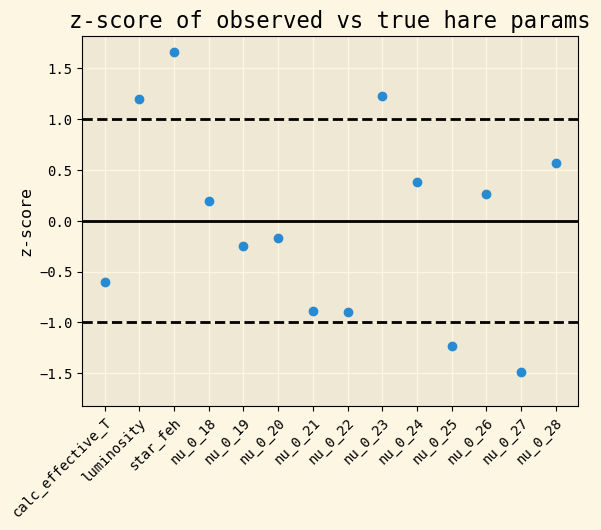 z-score of observed vs true hare params
z-score
1.5
1.0
0.5
0.0
−0.5
−1.0
−1.5
calc_effective_T
luminosity
star_feh
nu_0_18
nu_0_19
nu_0_20
nu_0_21
nu_0_22
nu_0_23
nu_0_24
nu_0_25
nu_0_26
nu_0_27
nu_0_28